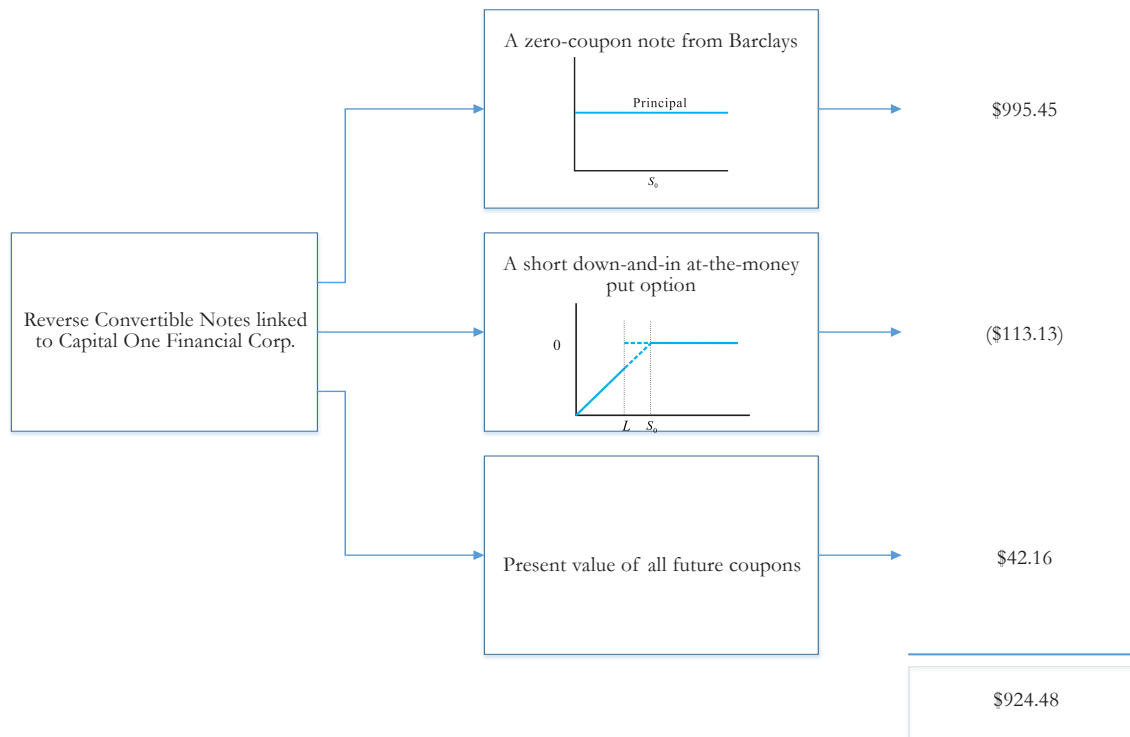 Reverse Convertible Notes linked
to Capital One Financial Corp.
A zero-coupon note from Barclays
Principal
S₀
$995.45
A short down-and-in at-the-money
put option
0
L S₀
($113.13)
Present value of all future coupons
$42.16
$924.48